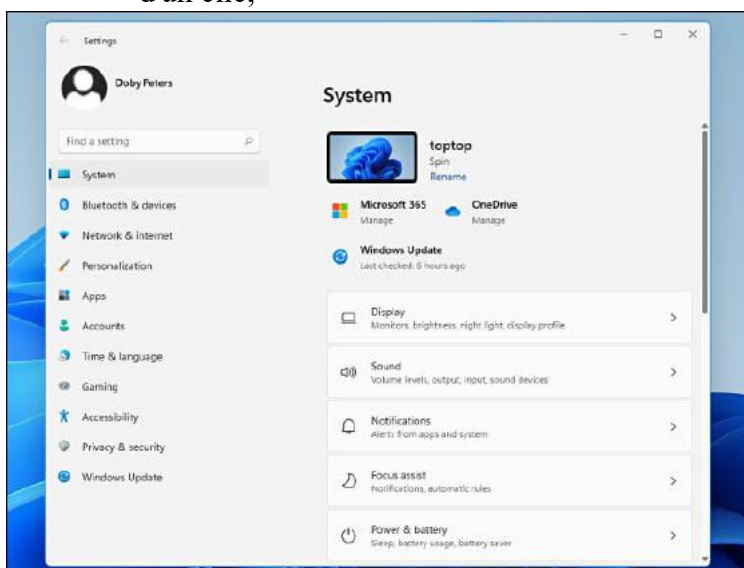 d'un clic,
Settings
Doby Peters
Find a setting
System
Bluetooth & devices
Network & internet
Personalization
Apps
Accounts
Time & language
Gaming
Accessibility
Privacy & security
Windows Update
System
toptop
Spin
Rename
Microsoft 365
Manage
OneDrive
Manage
Windows Update
Last checked: 6 hours ago
Display
Monitors, brightness, night light, display profile
Sound
Volume levels, output, input, sound devices
Notifications
Alerts from apps and system
Focus assist
Notifications, automatic rules
Power & battery
Sleep, battery usage, battery saver